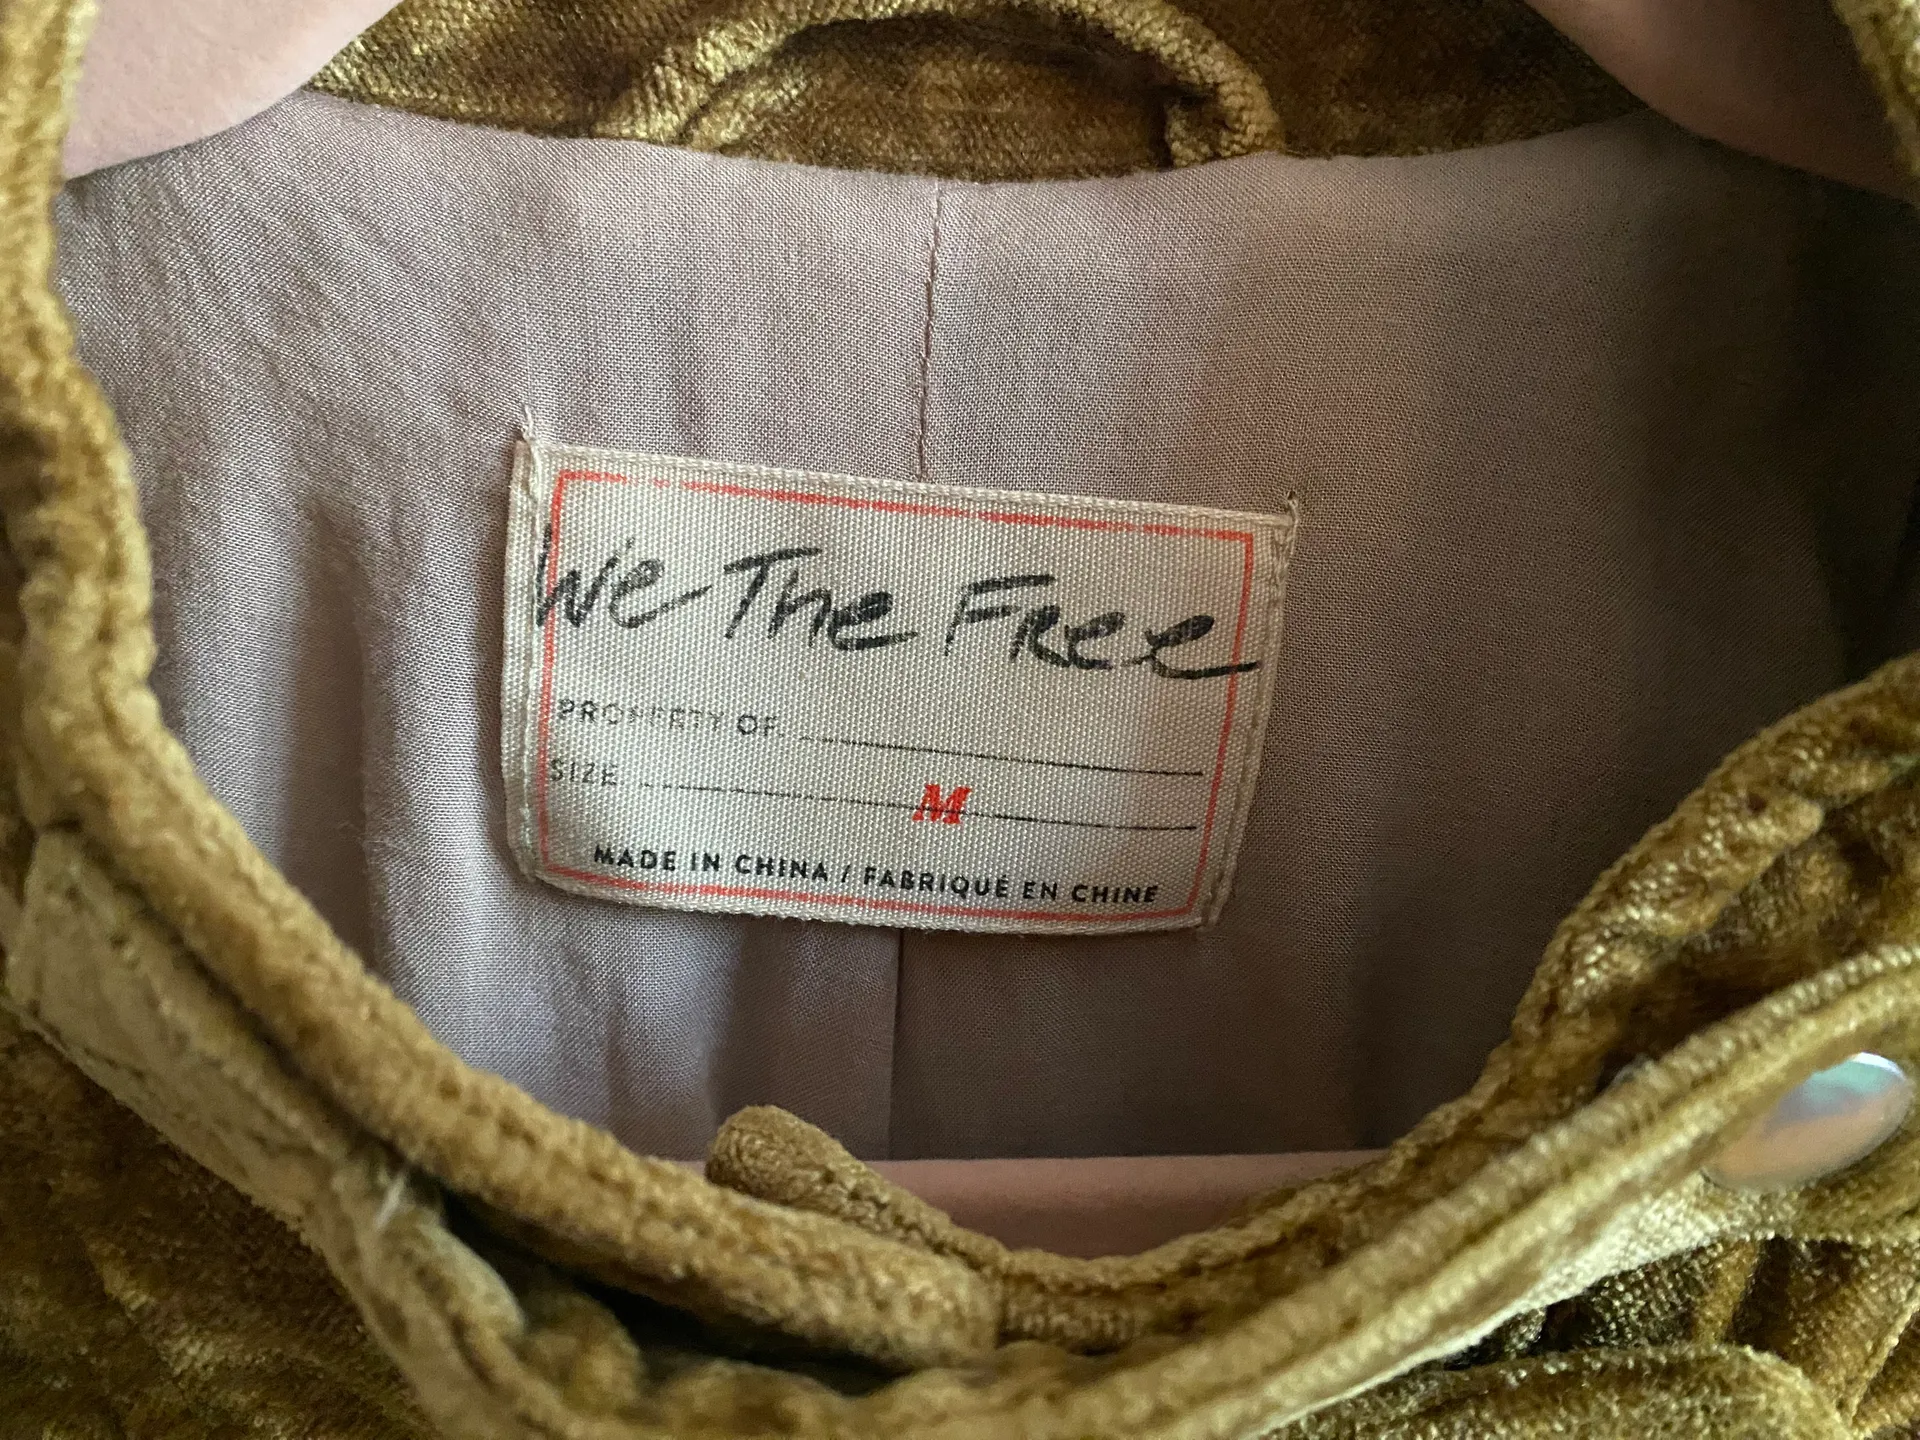 We The Free
PROPERTY OF
SIZE M
MADE IN CHINA / FABRIQUÉ EN CHINE